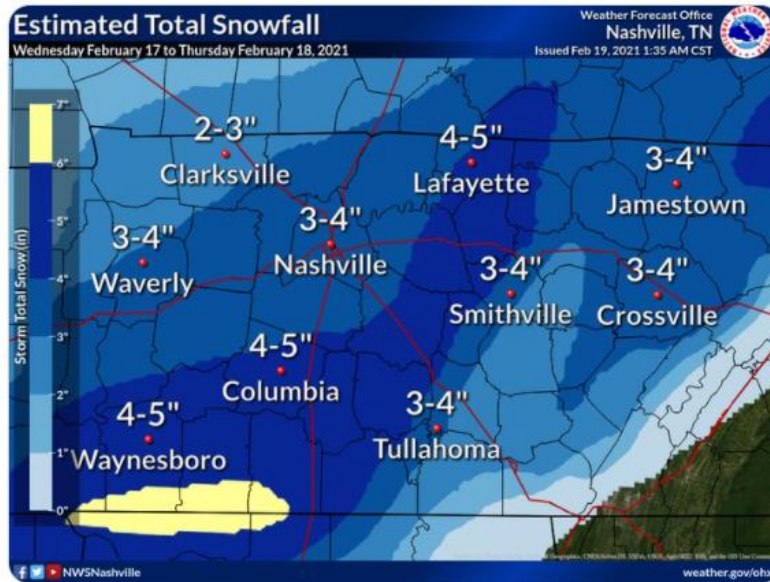 Estimated Total Snowfall
Wednesday February 17 to Thursday February 18, 2021
Weather Forecast Office
Nashville, TN
Issued Feb 19, 2021 1:35 AM CST
7"
6"
5"
4"
3"
2"
1"
0"
Storm Total Snow (in)
2-3"
Clarksville
4-5"
Lafayette
3-4"
Jamestown
3-4"
Waverly
3-4"
Nashville
3-4"
Smithville
3-4"
Crossville
4-5"
Columbia
3-4"
Tullahoma
4-5"
Waynesboro
NWSNashville
weather.gov/ohx